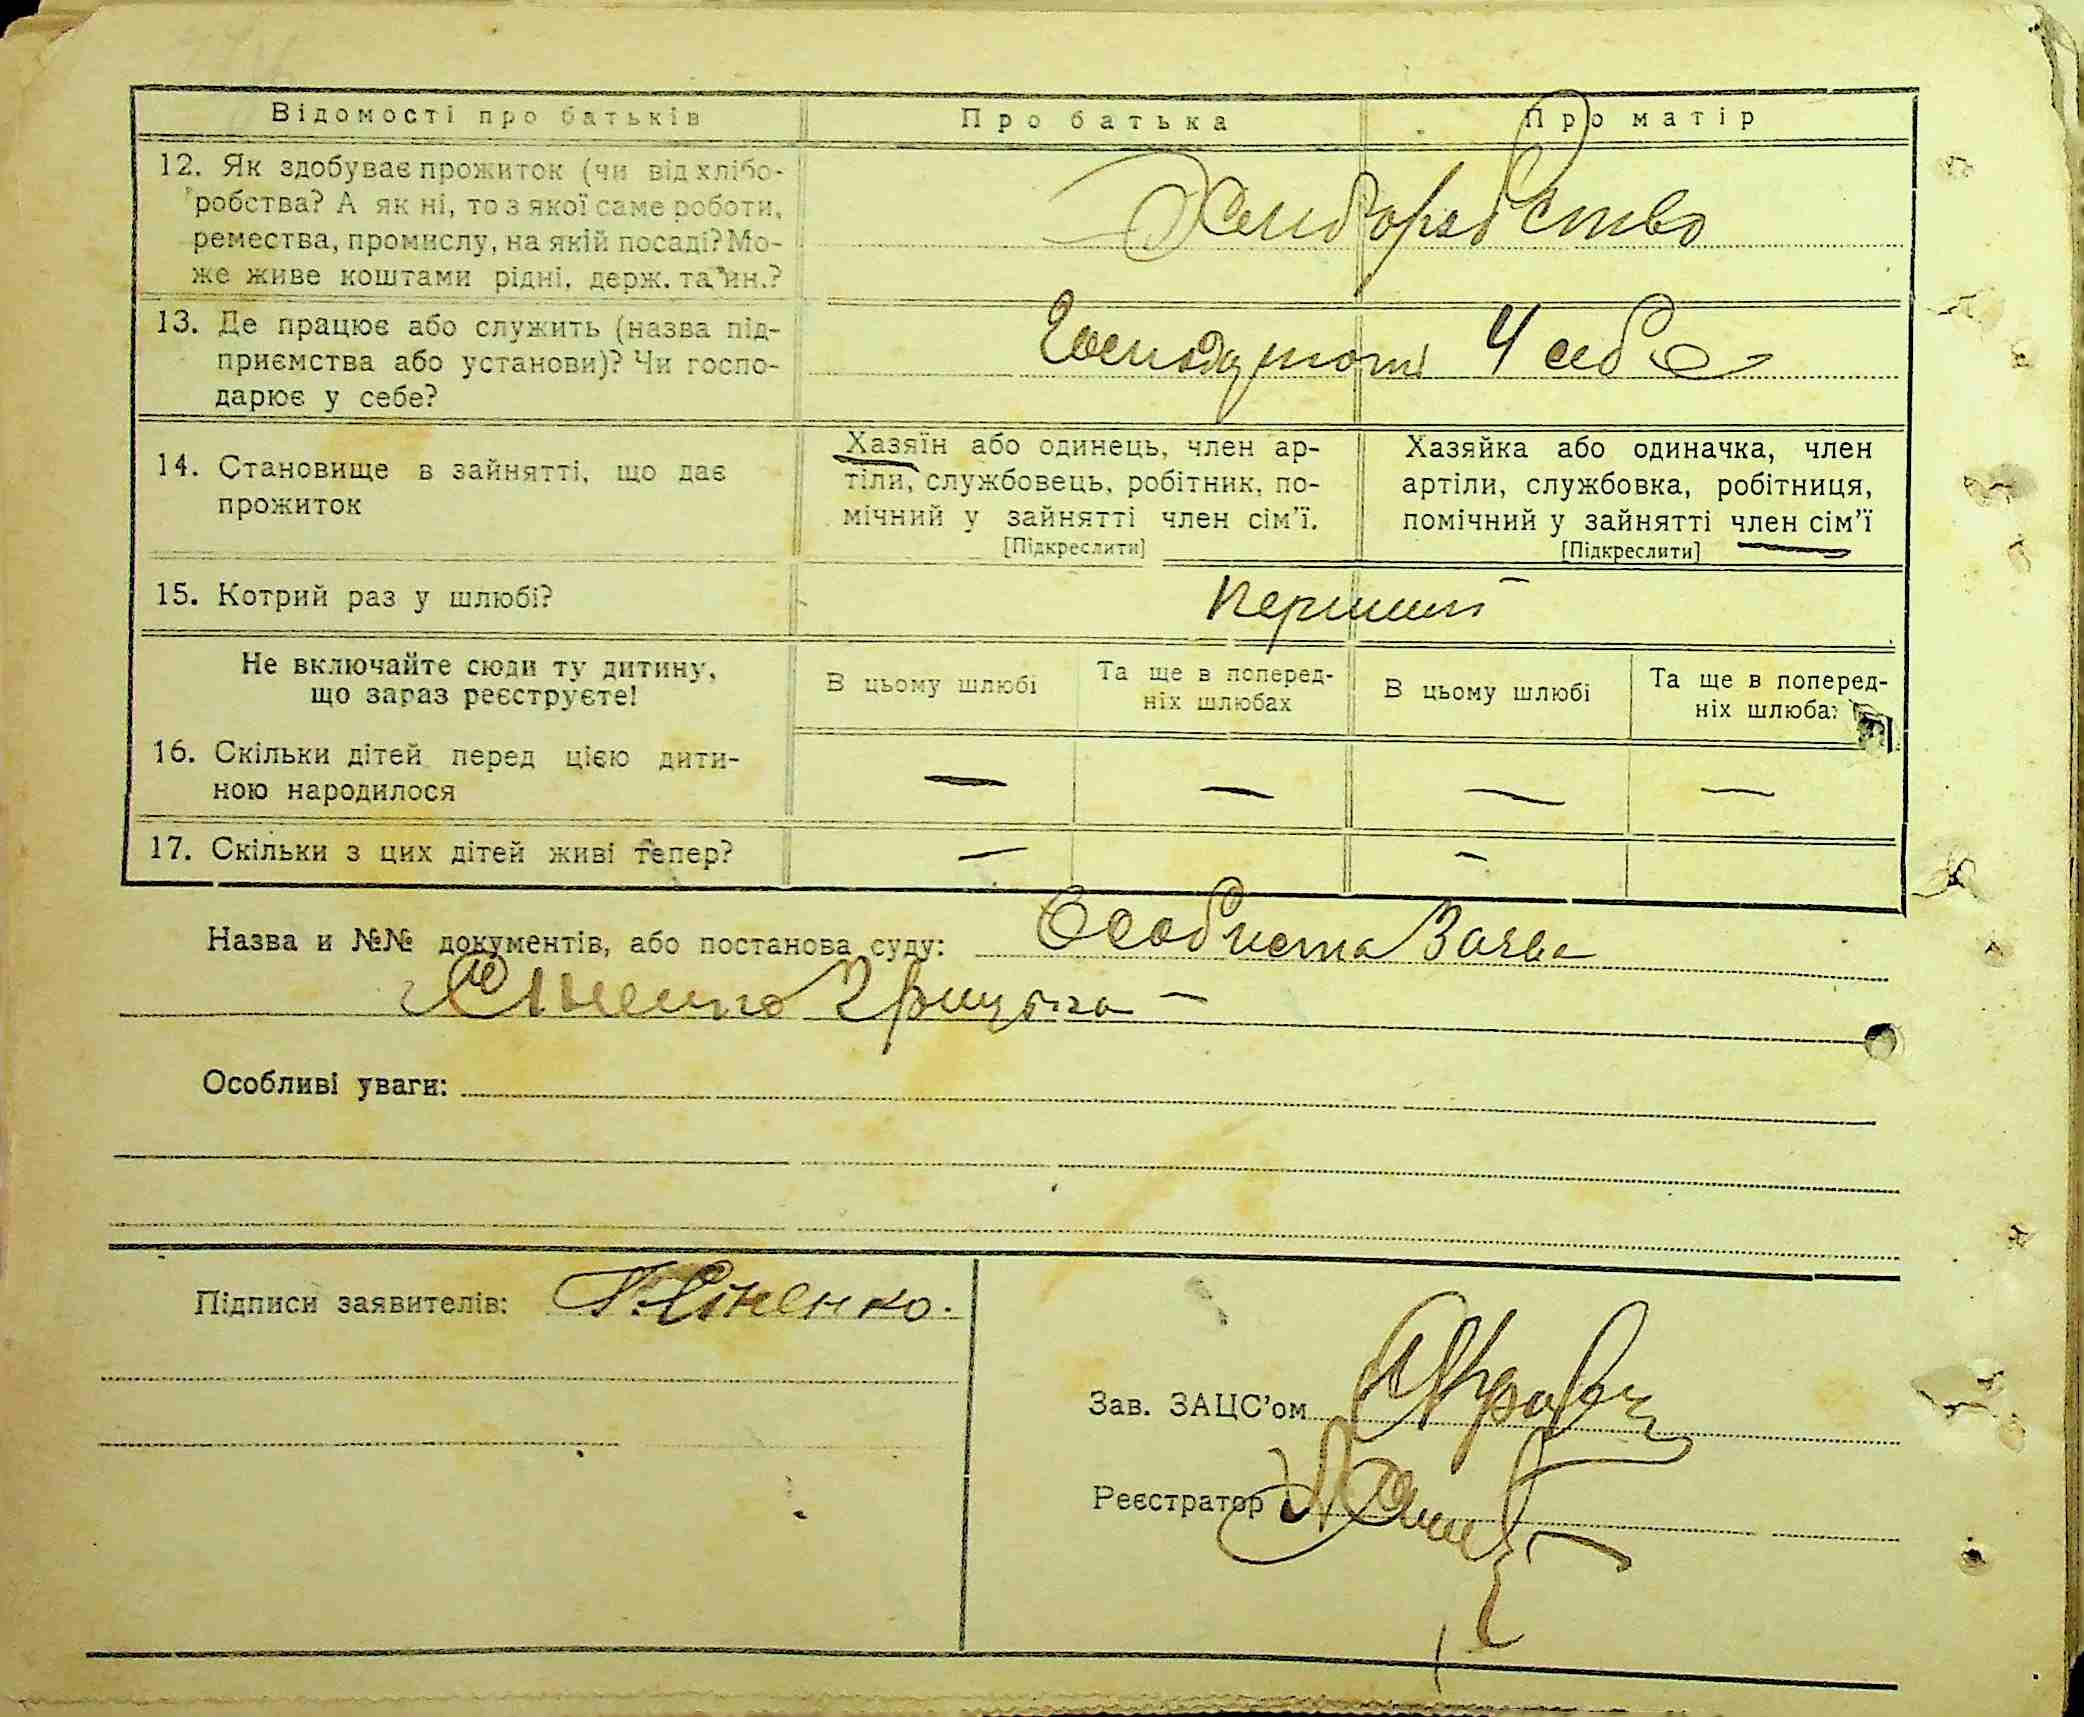 Відомості про батьків Про батька Про матір
12. Як здобуває прожиток (чи від хлібо-
робства? А як ні, то з якої саме роботи,
ремества, промислу, на якій посаді? Мо-
же живе коштами рідні, держ. та ин.?
13. Де працює або служить (назва під-
приємства або установи)? Чи госпо-
дарює у себе?
У себе
14. Становище в зайнятті, що дає
прожиток
Хазяїн або одинець, член ар-
тіли, службовець, робітник, по-
мічний у зайнятті член сім'ї.
[Підкреслити]
Хазяйка або одиначка, член
артіли, службовка, робітниця,
помічний у зайнятті член сім'ї
[Підкреслити]
15. Котрий раз у шлюбі? Перший
Не включайте сюди ту дитину,
що зараз реєструєте!
В цьому шлюбі
Та ще в поперед-
ніх шлюбах
В цьому шлюбі
Та ще в поперед-
ніх шлюбах
16. Скільки дітей перед цією дити-
ною народилося
— — — —
17. Скільки з цих дітей живі тепер? — —
Назва и №№ документів, або постанова суду: Особиста Заява
Яненко Грицька —
Особливі уваги:
Підписи заявителів: Яненко.
Зав. ЗАЦС'ом
Реєстратор